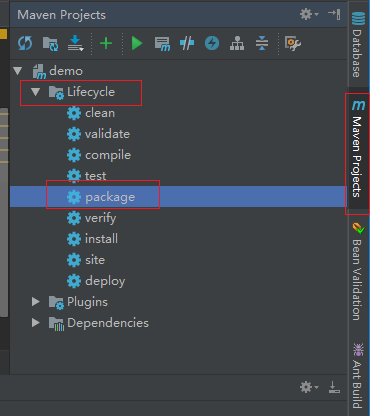 Maven Projects
demo
Lifecycle
clean
validate
compile
test
package
verify
install
site
deploy
Plugins
Dependencies
Database
Maven Projects
Bean Validation
Ant Build